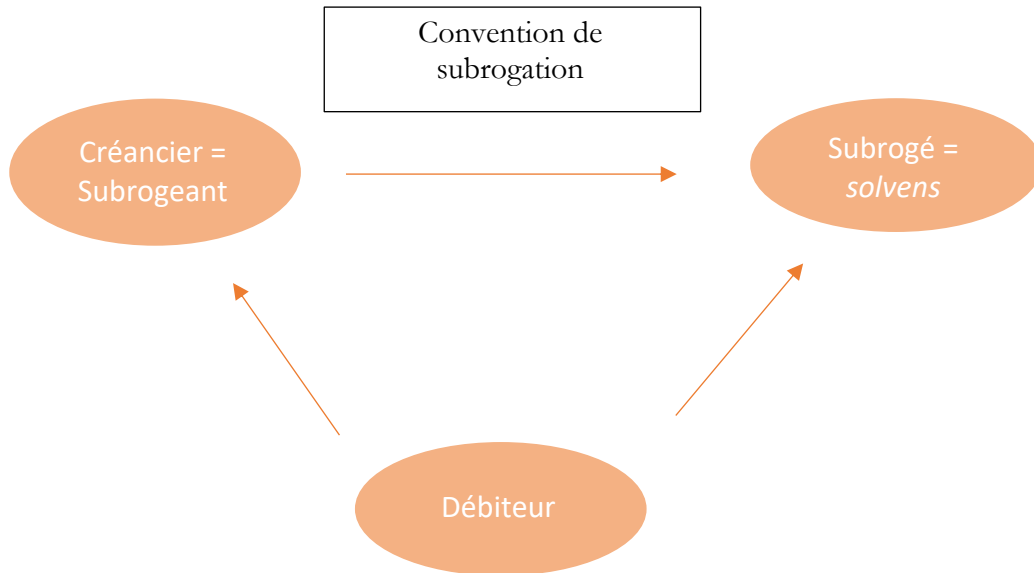 Convention de
subrogation
Créancier =
Subrogeant
Subrogé =
solvens
Débiteur